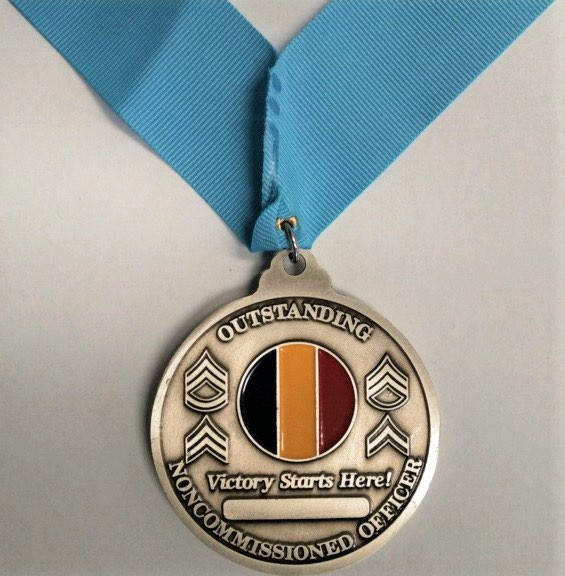 OUTSTANDING
Victory Starts Here!
NONCOMMISSIONED OFFICER